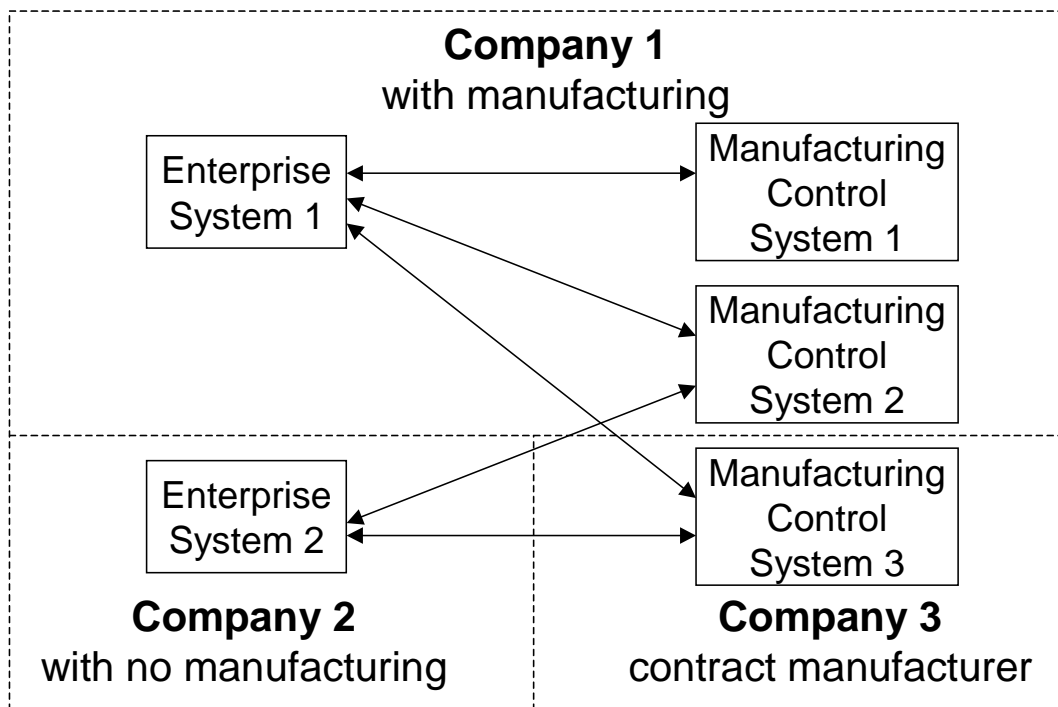 Company 1
with manufacturing
Enterprise
System 1
Manufacturing
Control
System 1
Manufacturing
Control
System 2
Enterprise
System 2
Manufacturing
Control
System 3
Company 2
with no manufacturing
Company 3
contract manufacturer